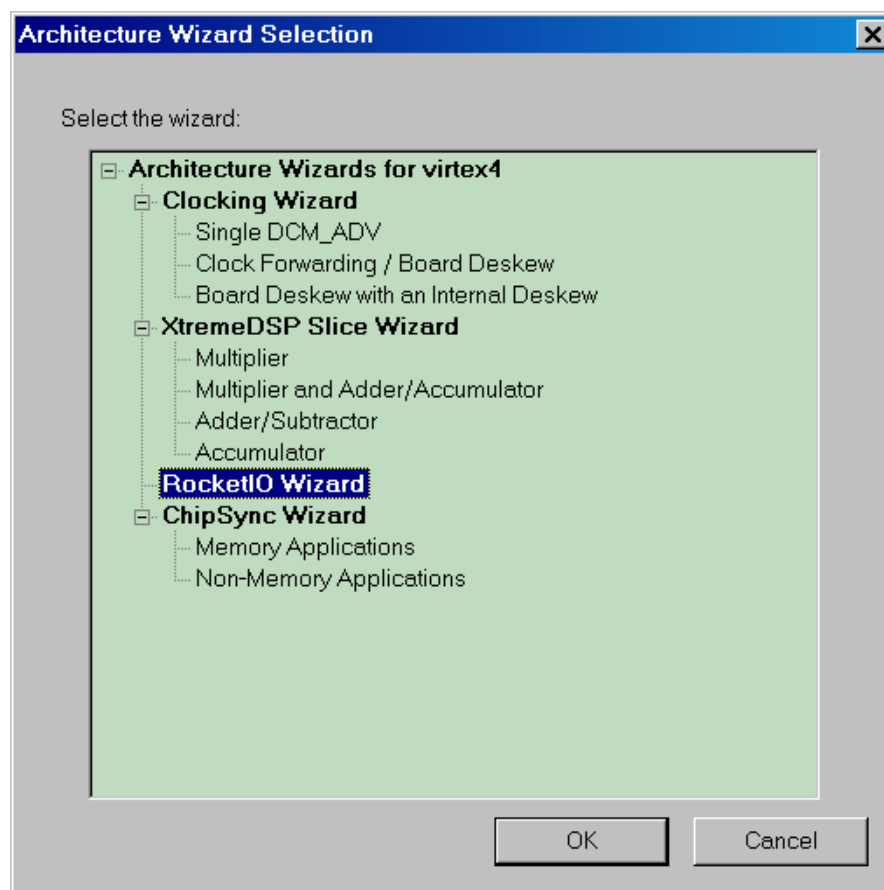 Architecture Wizard Selection
Select the wizard:
Architecture Wizards for virtex4
Clocking Wizard
Single DCM_ADV
Clock Forwarding / Board Deskew
Board Deskew with an Internal Deskew
XtremeDSP Slice Wizard
Multiplier
Multiplier and Adder/Accumulator
Adder/Subtractor
Accumulator
RocketIO Wizard
ChipSync Wizard
Memory Applications
Non-Memory Applications
OK Cancel